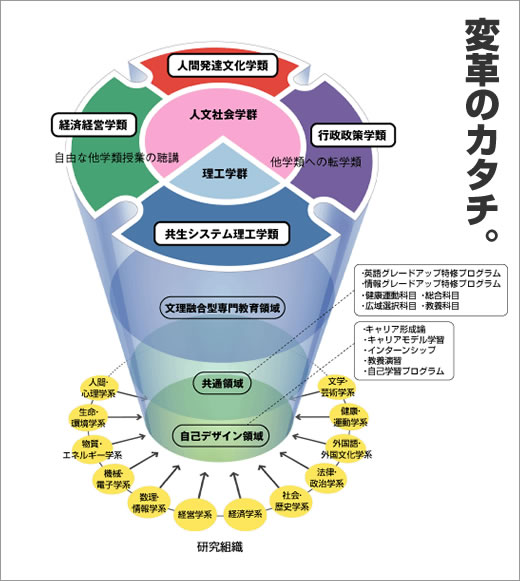 変革のカタチ。
人間発達文化学類
人文社会学群
経済経営学類
行政政策学類
自由な他学類授業の聴講
他学類への転学類
理工学群
共生システム理工学類
文理融合型専門教育領域
・英語グレードアップ特修プログラム
・情報グレードアップ特修プログラム
・健康運動科目 ・総合科目
・広域選択科目 ・教養科目
・キャリア形成論
・キャリアモデル学習
・インターンシップ
・教養演習
・自己学習プログラム
共通領域
自己デザイン領域
人間・
心理学系
生命・
環境学系
物質・
エネルギー学系
機械・
電子学系
数理・
情報学系
経営学系
経済学系
社会・
歴史学系
法律・
政治学系
外国語・
外国文化学系
健康・
運動学系
文学・
芸術学系
研究組織